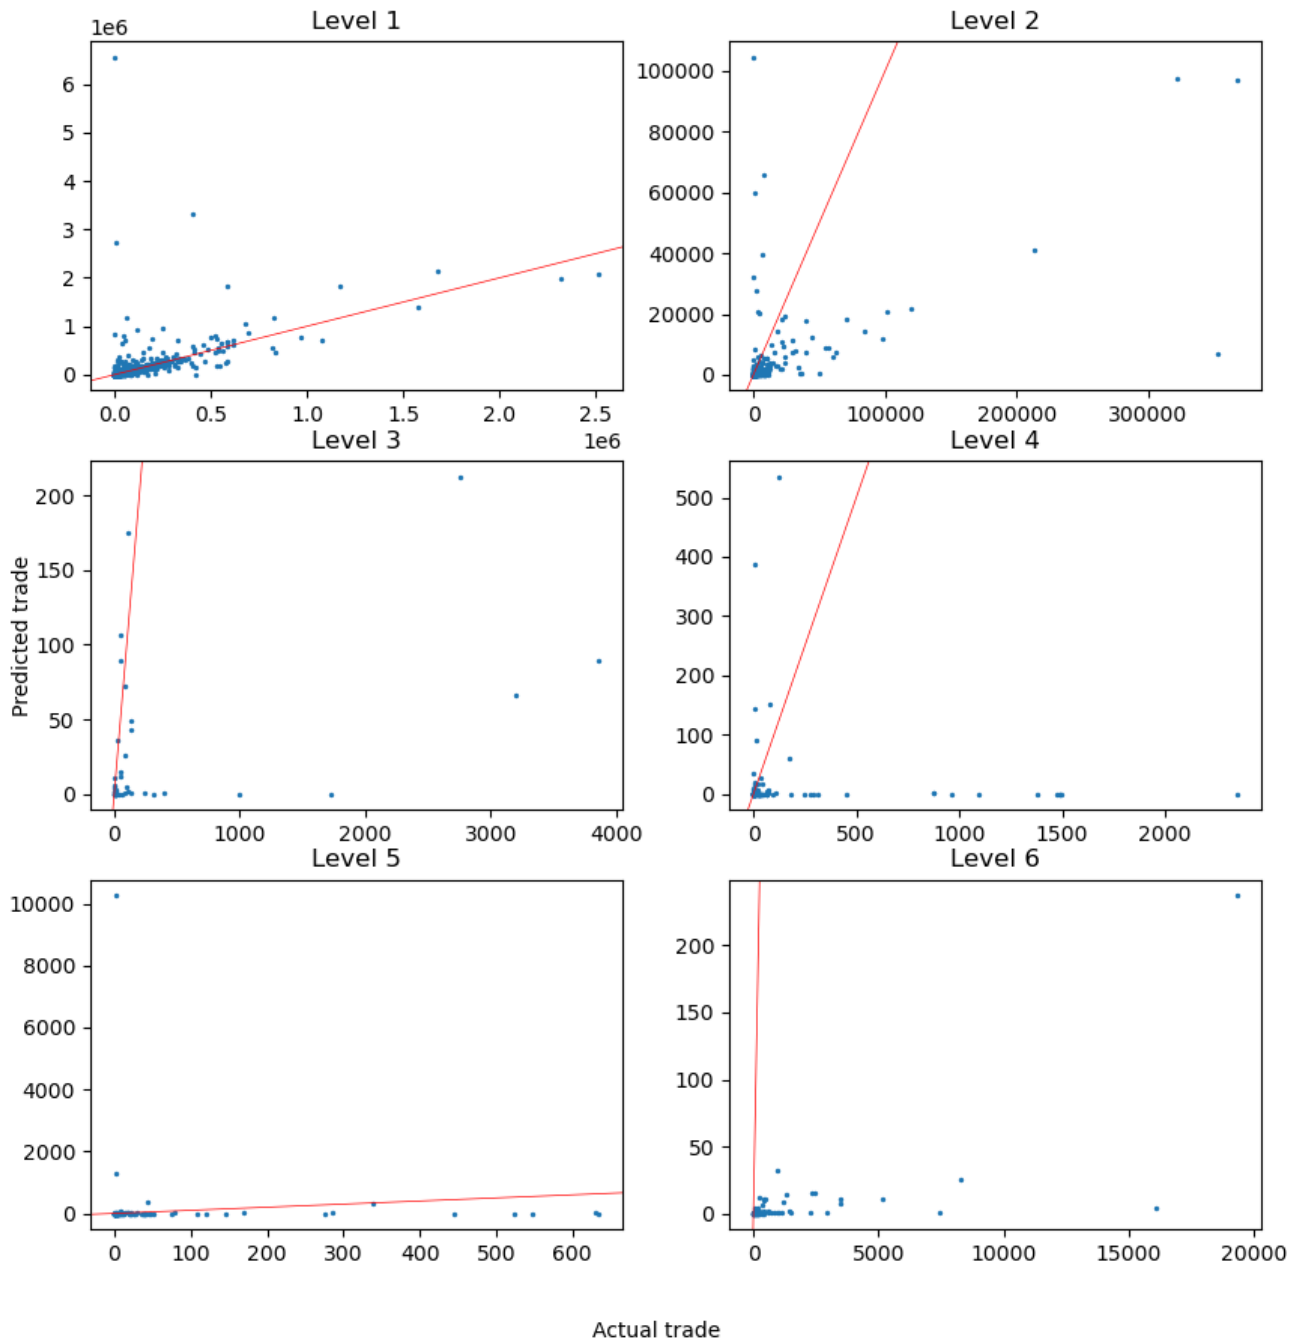 1e6
Level 1
Level 2
6
5
4
3
2
1
0
0.0 0.5 1.0 1.5 2.0 2.5
1e6
100000
80000
60000
40000
20000
0
0 100000 200000 300000
Level 3
Level 4
Predicted trade
200
150
100
50
0
0 1000 2000 3000 4000
500
400
300
200
100
0
0 500 1000 1500 2000
Level 5
Level 6
10000
8000
6000
4000
2000
0
0 100 200 300 400 500 600
200
150
100
50
0
0 5000 10000 15000 20000
Actual trade